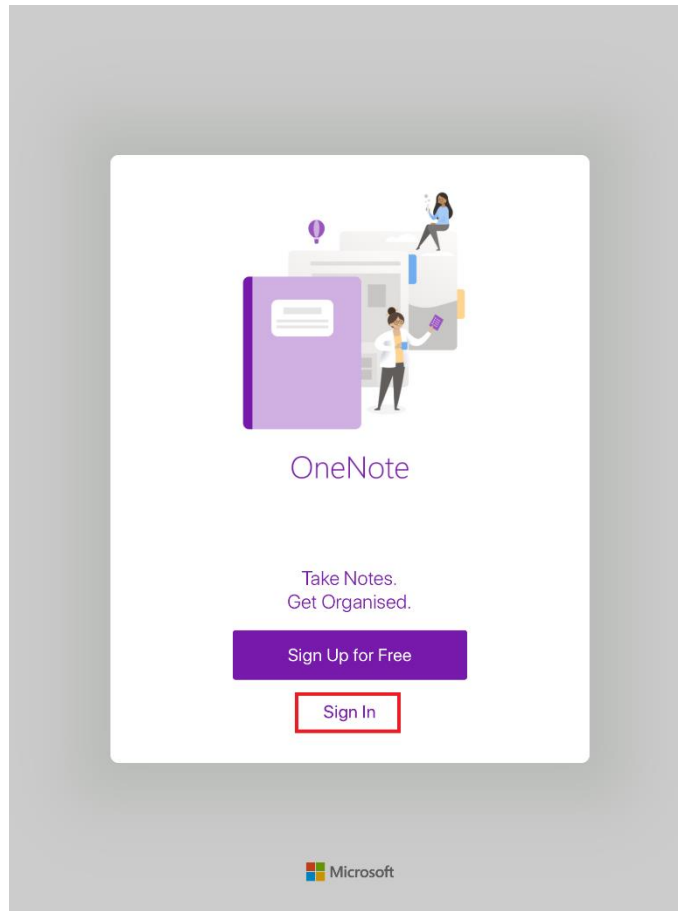 OneNote
Take Notes.
Get Organised.
Sign Up for Free
Sign In
Microsoft